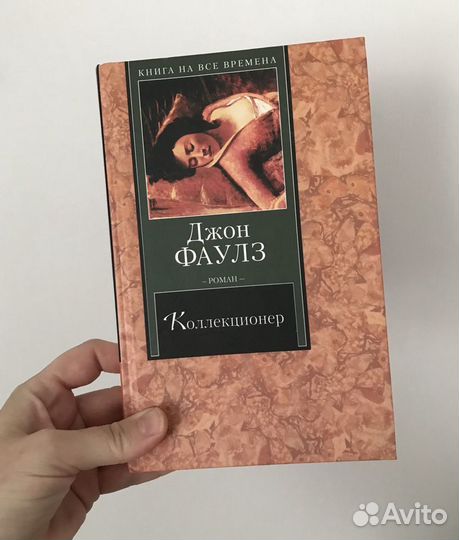 КНИГА НА ВСЕ ВРЕМЕНА
Джон
ФАУЛЗ
– РОМАН –
Коллекционер
Avito